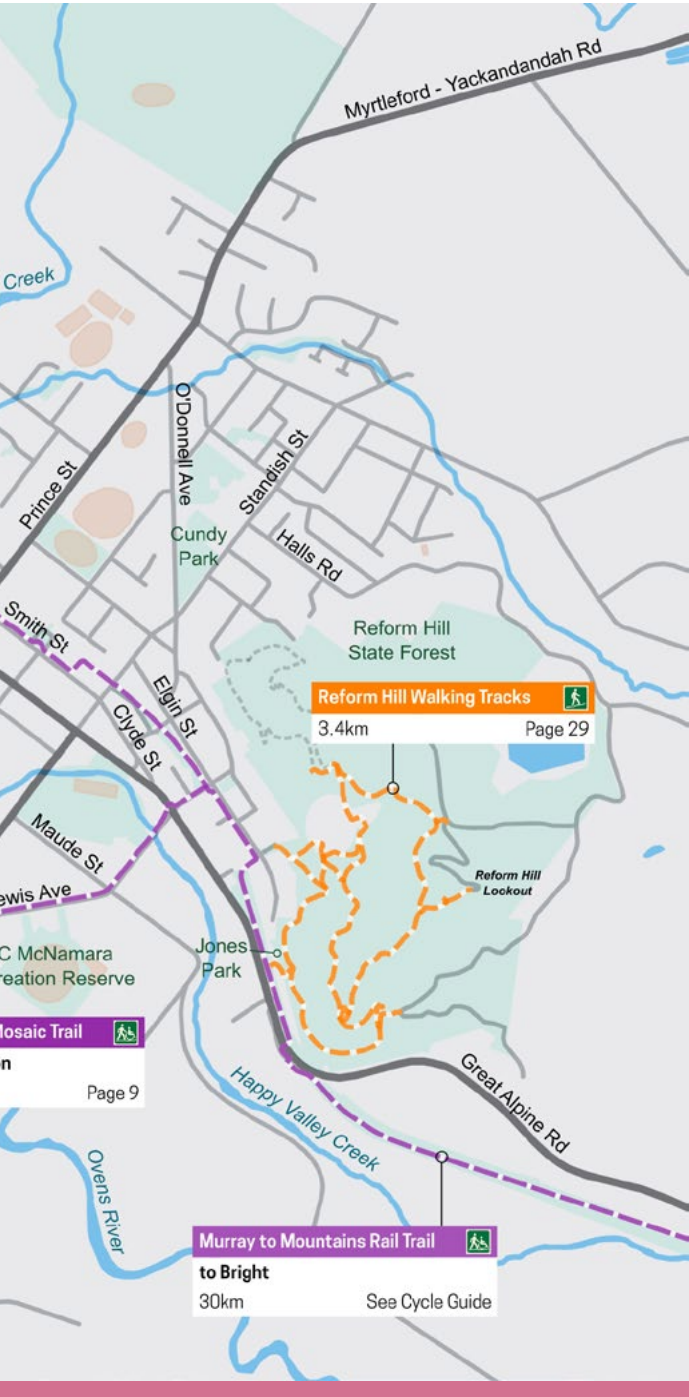 Myrtleford - Yackandandah Rd
Creek
O'Donnell Ave
Prince St
Standish St
Cundy
Park
Halls Rd
Smith St
Reform Hill
State Forest
Reform Hill Walking Tracks
3.4km
Page 29
Elgin St
Clyde St
Maude St
Reform Hill
Lockout
ewis Ave
Jones
Park
C McNamara
reation Reserve
Mosaic Trail
n
Page 9
Great Alpine Rd
Happy Valley Creek
Ovens River
Murray to Mountains Rail Trail
to Bright
30km
See Cycle Guide